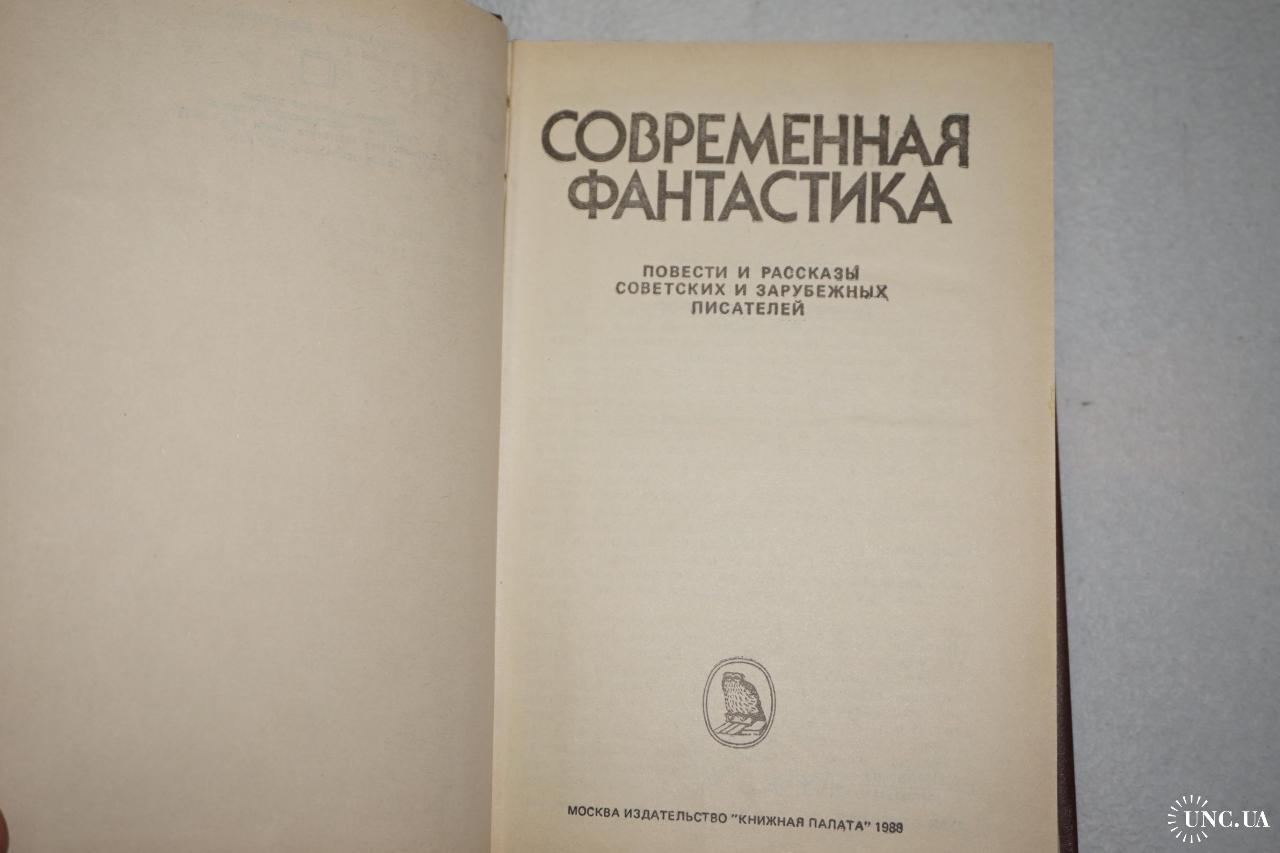 СОВРЕМЕННАЯ
ФАНТАСТИКА
ПОВЕСТИ И РАССКАЗЫ
СОВЕТСКИХ И ЗАРУБЕЖНЫХ
ПИСАТЕЛЕЙ
МОСКВА ИЗДАТЕЛЬСТВО "КНИЖНАЯ ПАЛАТА" 1988
UNC.UA